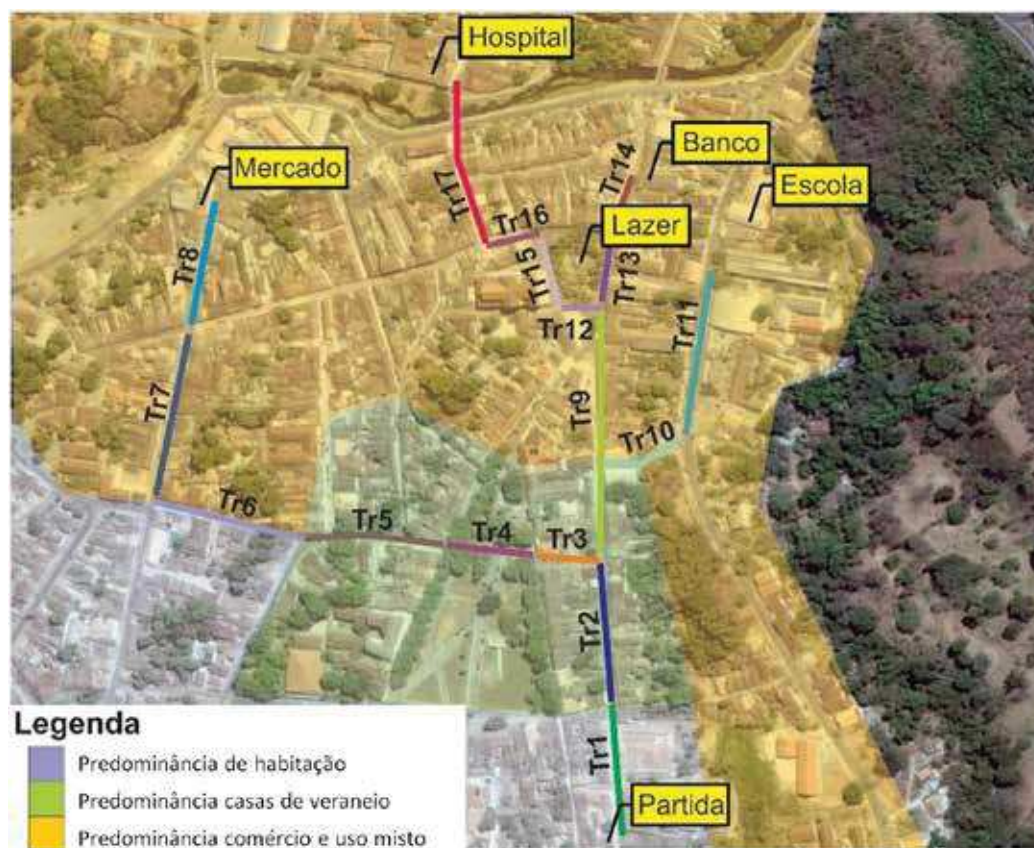 Hospital
Banco
Mercado
Escola
Tr14
Tr17
Tr16
Lazer
Tr8
Tr15
Tr13
Tr11
Tr12
Tr7
Tr9
Tr10
Tr6
Tr5
Tr4
Tr3
Tr2
Tr1
Partida
Legenda
Predominância de habitação
Predominância casas de veraneio
Predominância comércio e uso misto